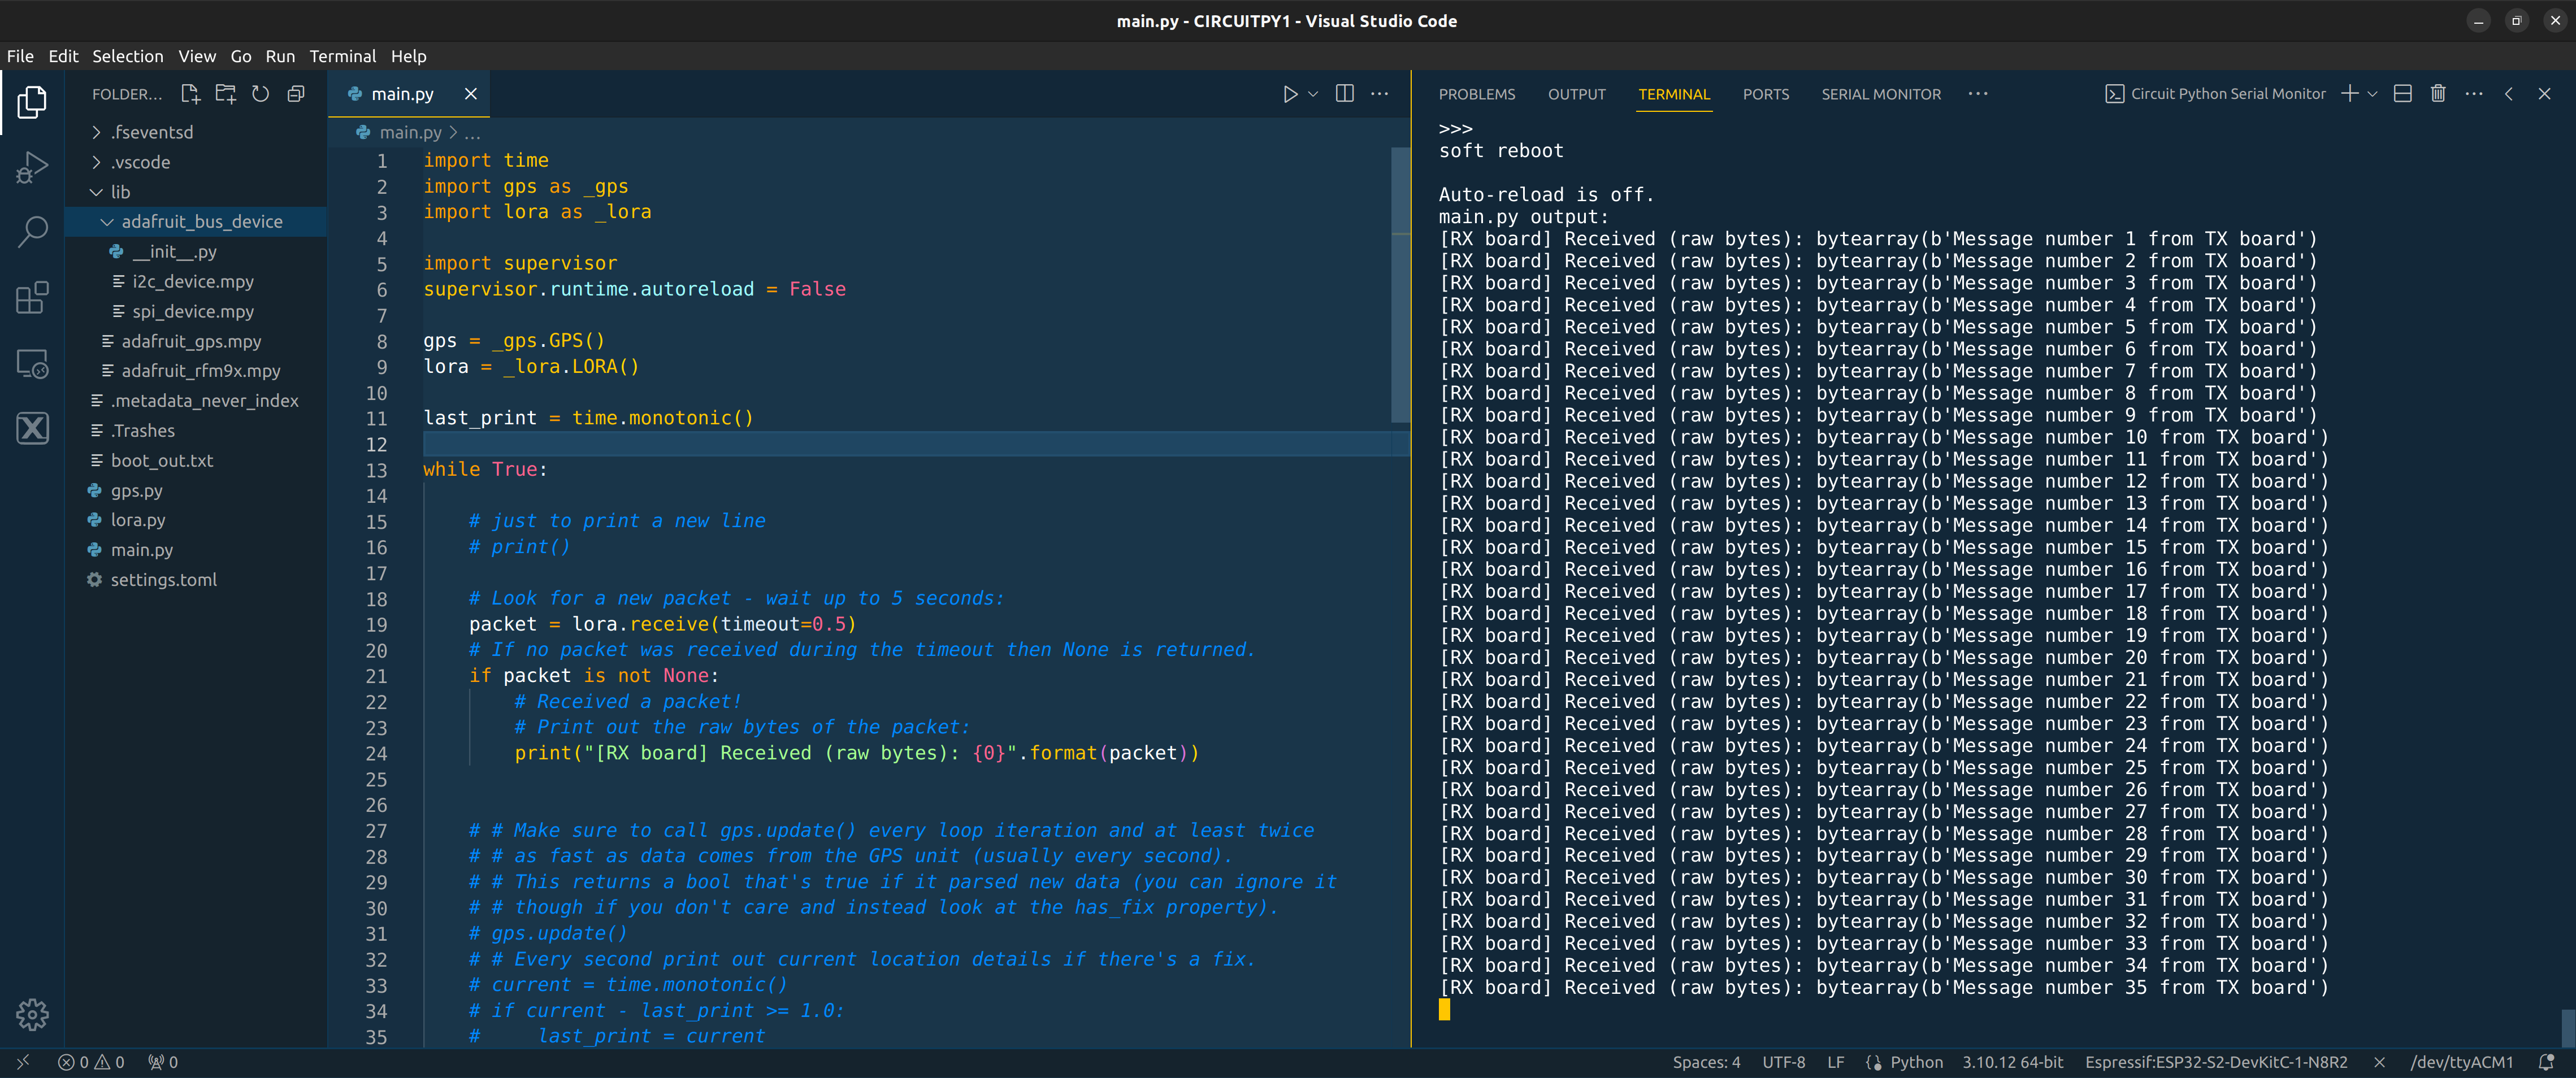 main.py - CIRCUITPY1 - Visual Studio Code
File Edit Selection View Go Run Terminal Help
FOLDER...
.fseventsd
.vscode
lib
adafruit_bus_device
__init__.py
i2c_device.mpy
spi_device.mpy
adafruit_gps.mpy
adafruit_rfm9x.mpy
.metadata_never_index
.Trashes
boot_out.txt
gps.py
lora.py
main.py
settings.toml
main.py
main.py > ...
1 import time
2 import gps as _gps
3 import lora as _lora
4
5 import supervisor
6 supervisor.runtime.autoreload = False
7
8 gps = _gps.GPS()
9 lora = _lora.LORA()
10
11 last_print = time.monotonic()
12
13 while True:
14
15     # just to print a new line
16     # print()
17
18     # Look for a new packet - wait up to 5 seconds:
19     packet = lora.receive(timeout=0.5)
20     # If no packet was received during the timeout then None is returned.
21     if packet is not None:
22         # Received a packet!
23         # Print out the raw bytes of the packet:
24         print("[RX board] Received (raw bytes): {0}".format(packet))
25
26
27     # # Make sure to call gps.update() every loop iteration and at least twice
28     # # as fast as data comes from the GPS unit (usually every second).
29     # # This returns a bool that's true if it parsed new data (you can ignore it
30     # # though if you don't care and instead look at the has_fix property).
31     # gps.update()
32     # # Every second print out current location details if there's a fix.
33     # current = time.monotonic()
34     # if current - last_print >= 1.0:
35     #     last_print = current
PROBLEMS OUTPUT TERMINAL PORTS SERIAL MONITOR ... Circuit Python Serial Monitor
>>>
soft reboot
Auto-reload is off.
main.py output:
[RX board] Received (raw bytes): bytearray(b'Message number 1 from TX board')
[RX board] Received (raw bytes): bytearray(b'Message number 2 from TX board')
[RX board] Received (raw bytes): bytearray(b'Message number 3 from TX board')
[RX board] Received (raw bytes): bytearray(b'Message number 4 from TX board')
[RX board] Received (raw bytes): bytearray(b'Message number 5 from TX board')
[RX board] Received (raw bytes): bytearray(b'Message number 6 from TX board')
[RX board] Received (raw bytes): bytearray(b'Message number 7 from TX board')
[RX board] Received (raw bytes): bytearray(b'Message number 8 from TX board')
[RX board] Received (raw bytes): bytearray(b'Message number 9 from TX board')
[RX board] Received (raw bytes): bytearray(b'Message number 10 from TX board')
[RX board] Received (raw bytes): bytearray(b'Message number 11 from TX board')
[RX board] Received (raw bytes): bytearray(b'Message number 12 from TX board')
[RX board] Received (raw bytes): bytearray(b'Message number 13 from TX board')
[RX board] Received (raw bytes): bytearray(b'Message number 14 from TX board')
[RX board] Received (raw bytes): bytearray(b'Message number 15 from TX board')
[RX board] Received (raw bytes): bytearray(b'Message number 16 from TX board')
[RX board] Received (raw bytes): bytearray(b'Message number 17 from TX board')
[RX board] Received (raw bytes): bytearray(b'Message number 18 from TX board')
[RX board] Received (raw bytes): bytearray(b'Message number 19 from TX board')
[RX board] Received (raw bytes): bytearray(b'Message number 20 from TX board')
[RX board] Received (raw bytes): bytearray(b'Message number 21 from TX board')
[RX board] Received (raw bytes): bytearray(b'Message number 22 from TX board')
[RX board] Received (raw bytes): bytearray(b'Message number 23 from TX board')
[RX board] Received (raw bytes): bytearray(b'Message number 24 from TX board')
[RX board] Received (raw bytes): bytearray(b'Message number 25 from TX board')
[RX board] Received (raw bytes): bytearray(b'Message number 26 from TX board')
[RX board] Received (raw bytes): bytearray(b'Message number 27 from TX board')
[RX board] Received (raw bytes): bytearray(b'Message number 28 from TX board')
[RX board] Received (raw bytes): bytearray(b'Message number 29 from TX board')
[RX board] Received (raw bytes): bytearray(b'Message number 30 from TX board')
[RX board] Received (raw bytes): bytearray(b'Message number 31 from TX board')
[RX board] Received (raw bytes): bytearray(b'Message number 32 from TX board')
[RX board] Received (raw bytes): bytearray(b'Message number 33 from TX board')
[RX board] Received (raw bytes): bytearray(b'Message number 34 from TX board')
[RX board] Received (raw bytes): bytearray(b'Message number 35 from TX board')
0 0 0 Spaces: 4 UTF-8 LF Python 3.10.12 64-bit Espressif:ESP32-S2-DevKitC-1-N8R2 /dev/ttyACM1